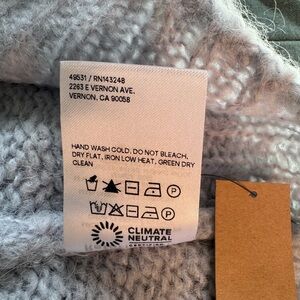 49531 / RN143248
2263 E VERNON AVE.
VERNON, CA 90058
HAND WASH COLD, DO NOT BLEACH,
DRY FLAT, IRON LOW HEAT, GREEN DRY
CLEAN
P
P
CLIMATE
NEUTRAL
CERTIFIED